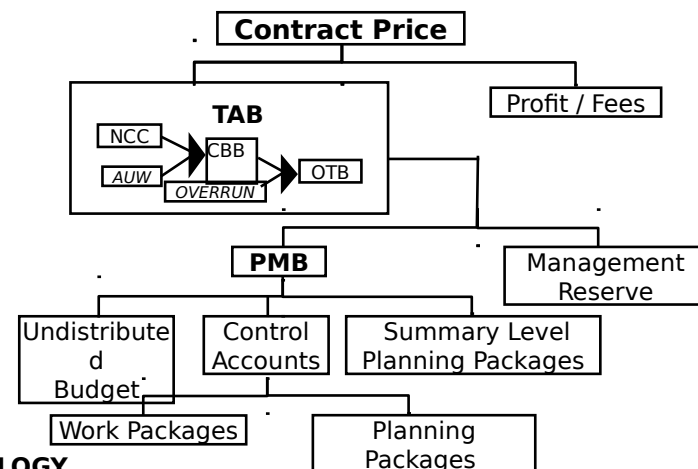 Contract Price
Profit / Fees
TAB
NCC
CBB
AUW
OVERRUN
OTB
PMB
Management
Reserve
Undistribute
d
Budget
Control
Accounts
Summary Level
Planning Packages
Work Packages
Planning
Packages
LOGY